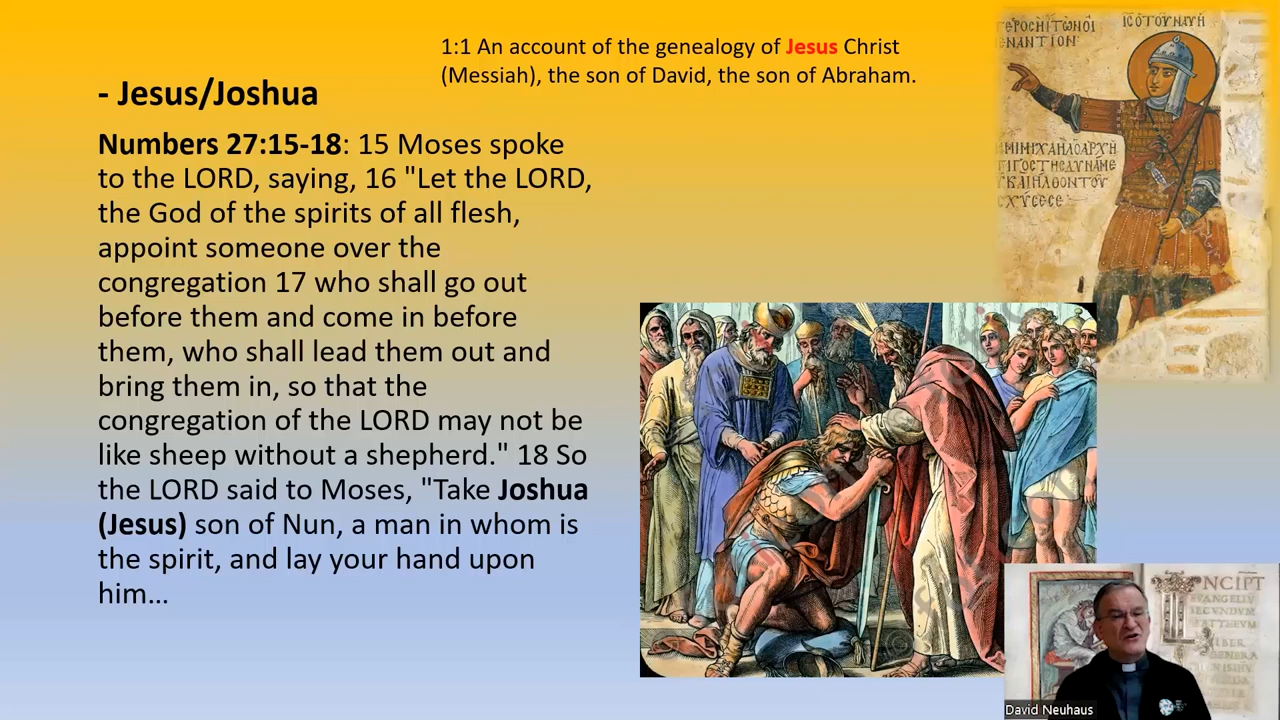 1:1 An account of the genealogy of Jesus Christ
(Messiah), the son of David, the son of Abraham.
- Jesus/Joshua
Numbers 27:15-18: 15 Moses spoke
to the LORD, saying, 16 "Let the LORD,
the God of the spirits of all flesh,
appoint someone over the
congregation 17 who shall go out
before them and come in before
them, who shall lead them out and
bring them in, so that the
congregation of the LORD may not be
like sheep without a shepherd." 18 So
the LORD said to Moses, "Take Joshua
(Jesus) son of Nun, a man in whom is
the spirit, and lay your hand upon
him...
NCIPT
David Neuhaus